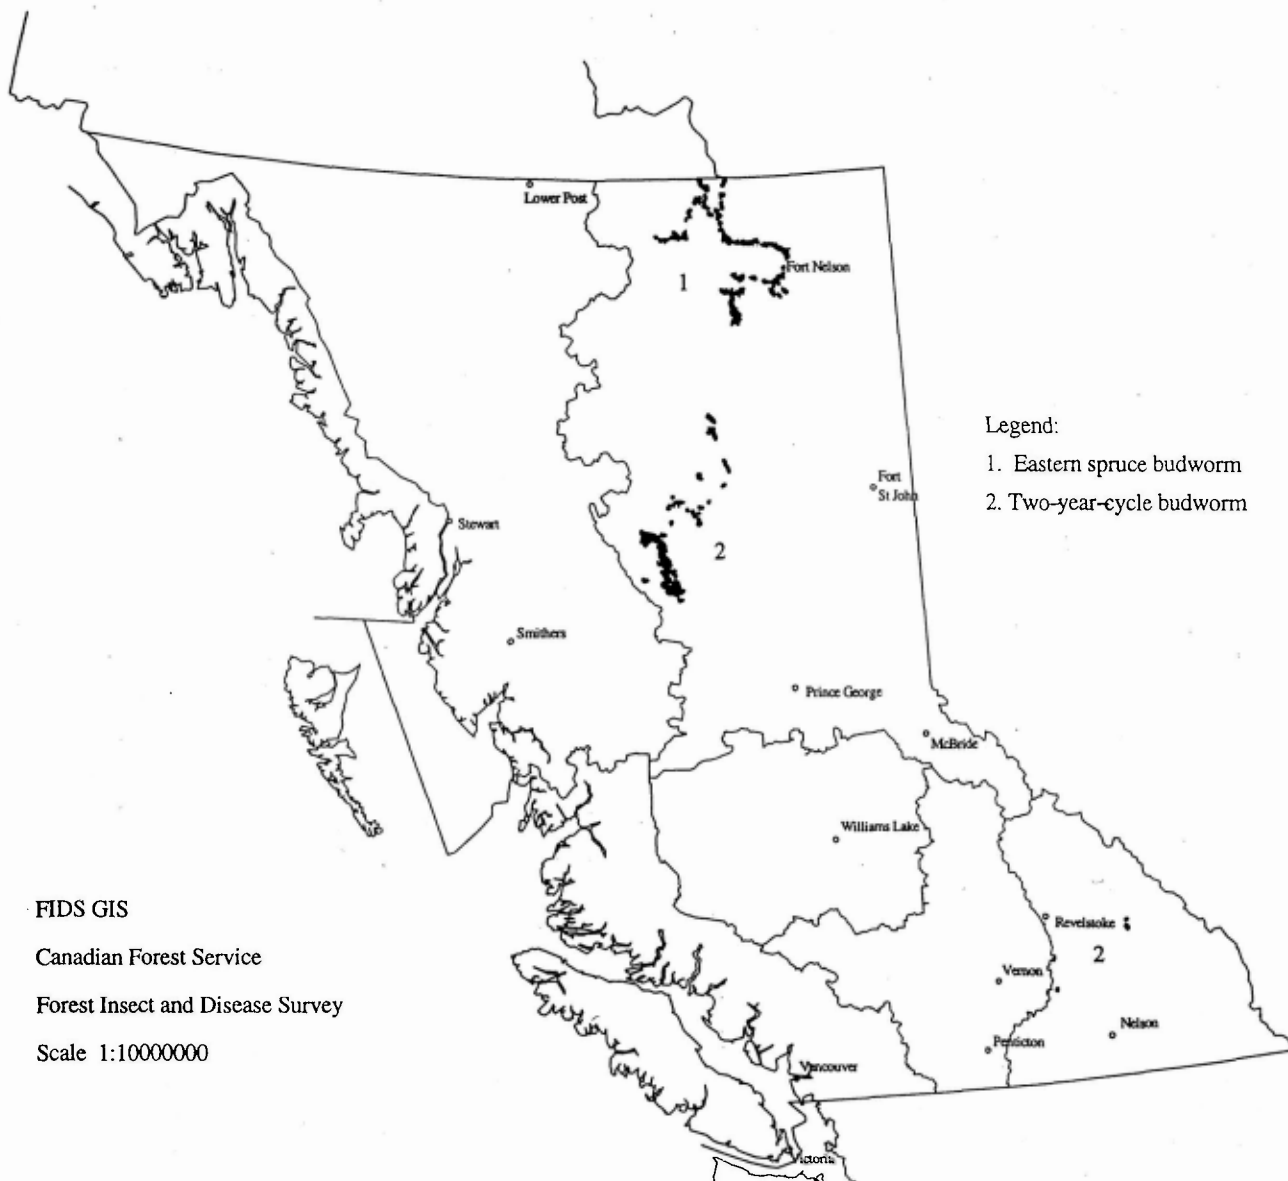 Lower Post
1
Fort Nelson
Legend:
1. Eastern spruce budworm
2. Two-year-cycle budworm
Fort
St John
Stewart
2
Smithers
Prince George
McBride
Williams Lake
FIDS GIS
Canadian Forest Service
Forest Insect and Disease Survey
Scale 1:10000000
Revelstoke
2
Vernon
Nelson
Penticton
Vancouver
Victoria